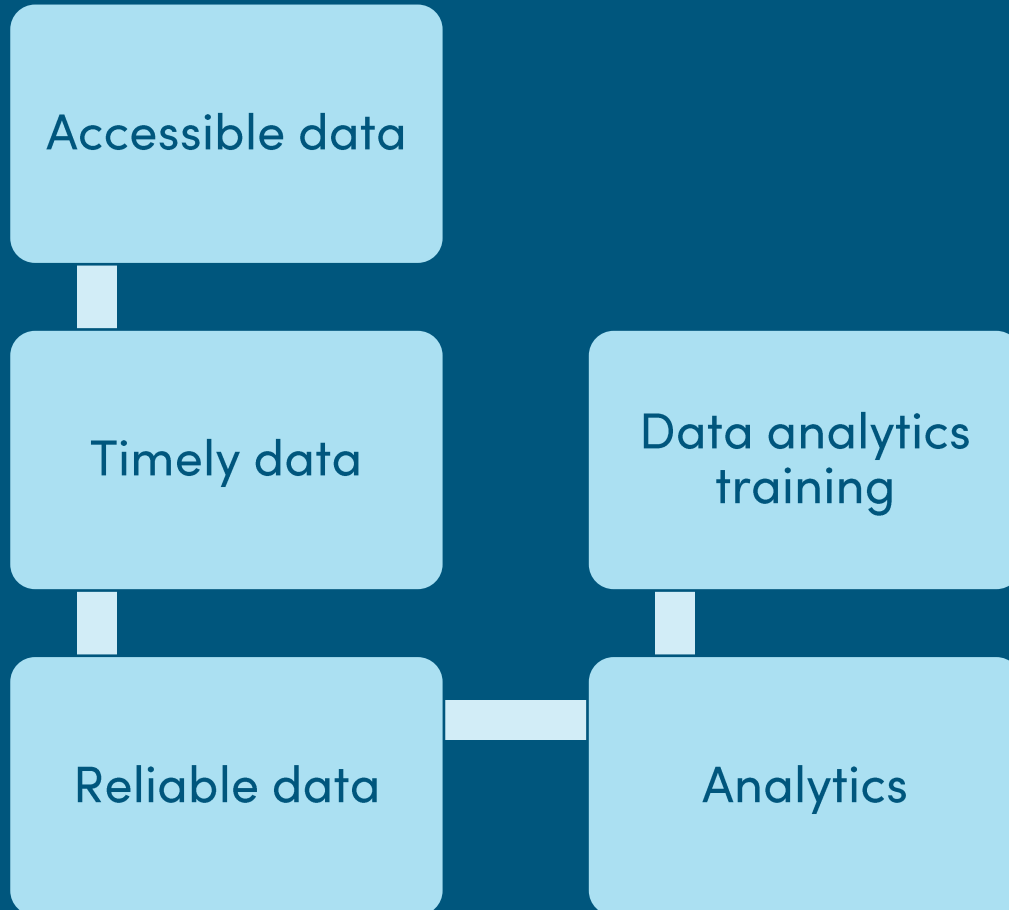 Accessible data
Timely data
Reliable data
Analytics
Data analytics
training